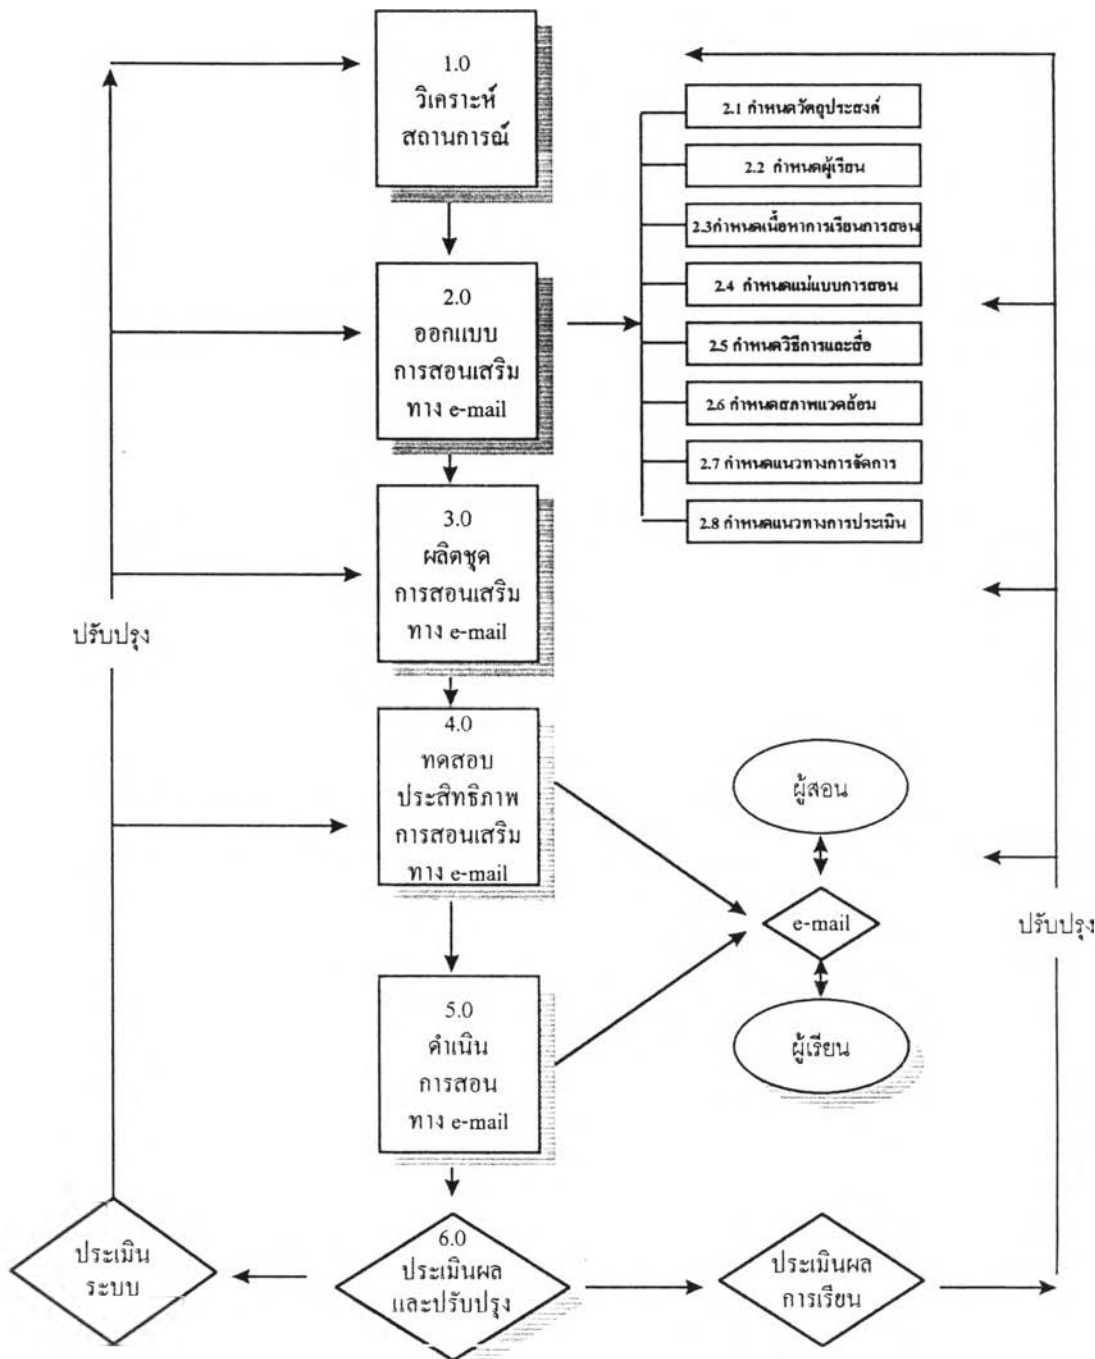 1.0
วิเคราะห์
สถานการณ์
2.0
ออกแบบ
การสอนเสริม
ทาง e-mail
2.1 กำหนดวัตถุประสงค์
2.2 กำหนดผู้เรียน
2.3กำหนดเนื้อหาการเรียนการสอน
2.4 กำหนดแม่แบบการสอน
2.5 กำหนดวิธีการและสื่อ
2.6 กำหนดสภาพแวดล้อม
2.7 กำหนดแนวทางการจัดการ
2.8 กำหนดแนวทางการประเมิน
3.0
ผลิตชุด
การสอนเสริม
ทาง e-mail
ปรับปรุง
4.0
ทดสอบ
ประสิทธิภาพ
การสอนเสริม
ทาง e-mail
ผู้สอน
e-mail
ผู้เรียน
ปรับปรุง
5.0
ดำเนิน
การสอน
ทาง e-mail
ประเมิน
ระบบ
6.0
ประเมินผล
และปรับปรุง
ประเมินผล
การเรียน